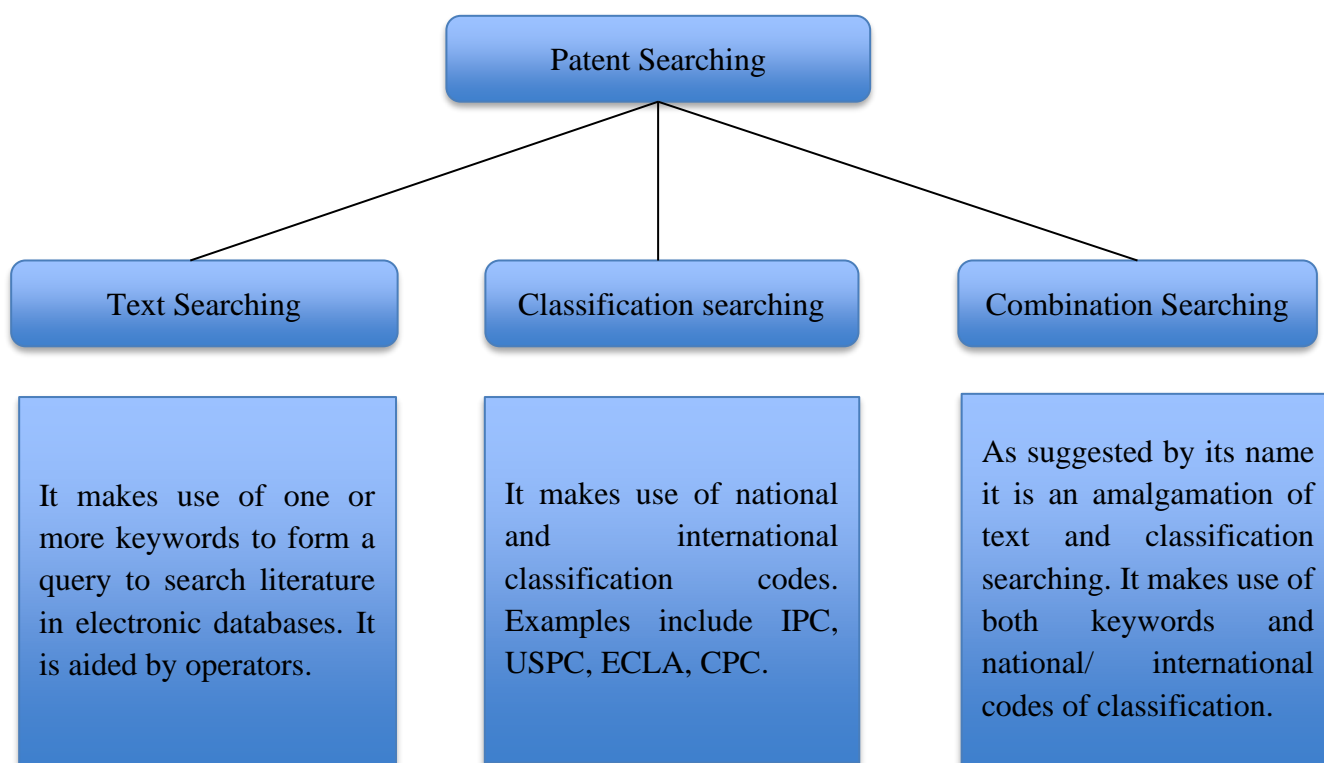 Patent Searching
Text Searching
Classification searching
Combination Searching
It makes use of one or
more keywords to form a
query to search literature
in electronic databases. It
is aided by operators.
It makes use of national
and international
classification codes.
Examples include IPC,
USPC, ECLA, CPC.
As suggested by its name
it is an amalgamation of
text and classification
searching. It makes use of
both keywords and
national/ international
codes of classification.